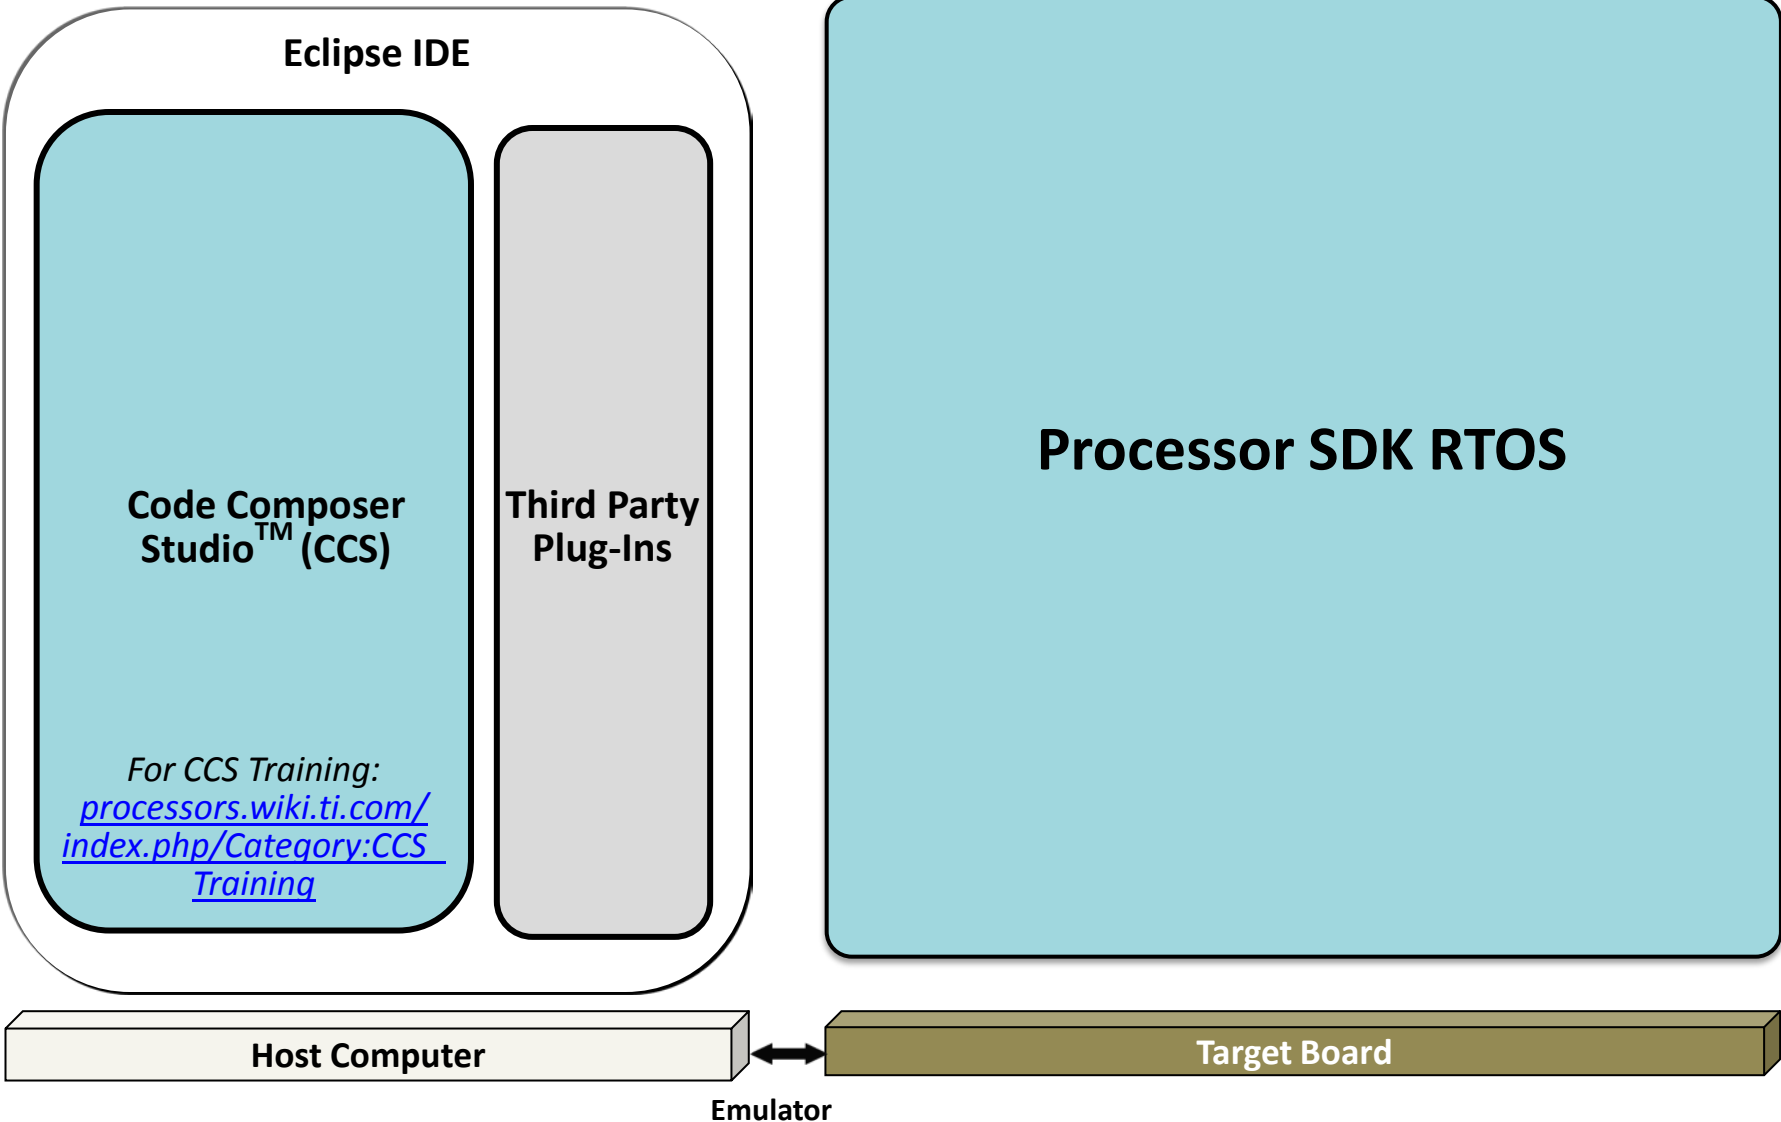 Eclipse IDE
Code Composer
Studio™ (CCS)
For CCS Training:
processors.wiki.ti.com/
index.php/Category:CCS_
Training
Third Party
Plug-Ins
Processor SDK RTOS
Host Computer
Target Board
Emulator